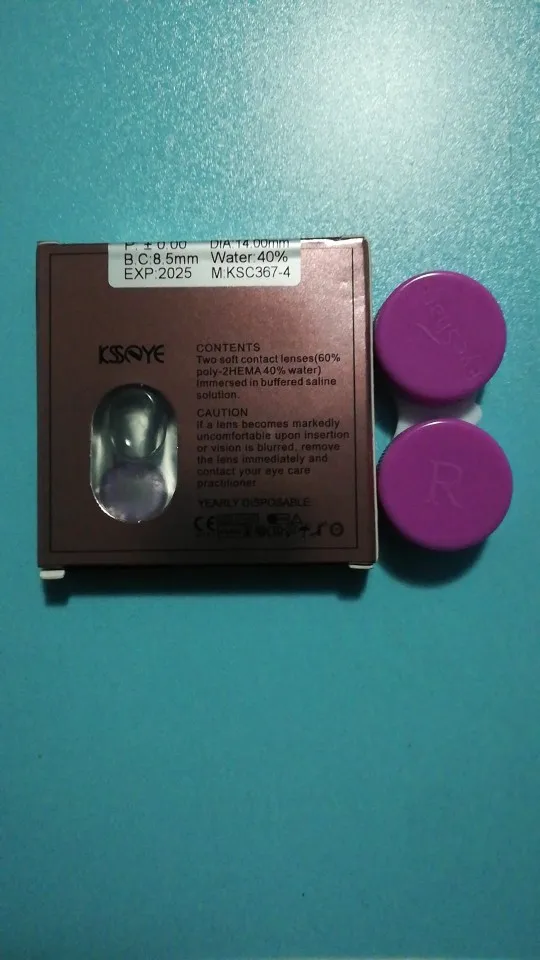 P: ± 0.00 DIA:14.00mm
B.C:8.5mm Water:40%
EXP:2025 M:KSC367-4
KSSEYE
CONTENTS
Two soft contact lenses(60%
poly-2HEMA 40% water)
Immersed in buffered saline
solution.
CAUTION
if a lens becomes markedly
uncomfortable upon insertion
or vision is blurred, remove
the lens immediately and
contact your eye care
practitioner
YEARLY DISPOSABLE
CE
R